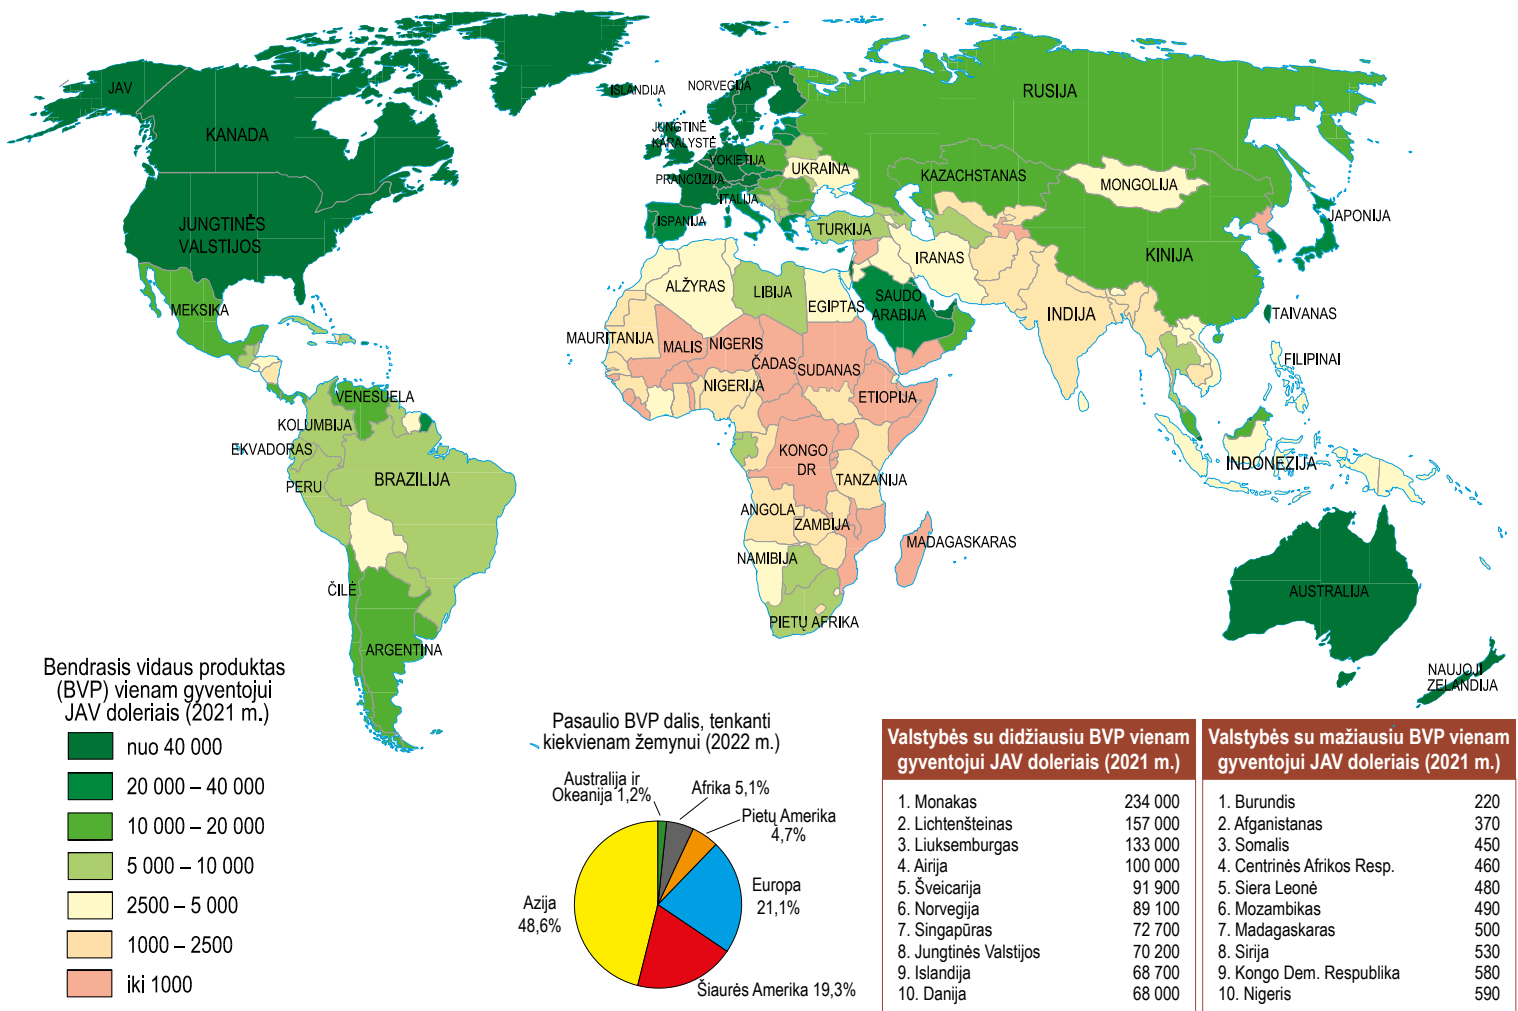 JAV
KANADA
JUNGTINĖS
VALSTIJOS
MEKSIKA
ISLANDIJA
NORVEGIJA
JUNGTINĖ
KARALYSTĖ
VOKIETIJA
PRANCŪZIJA
ITALIJA
ISPANIJA
UKRAINA
TURKIJA
RUSIJA
KAZACHSTANAS
MONGOLIJA
JAPONIJA
KINIJA
IRANAS
ALŽYRAS
LIBIJA
EGIPTAS
SAUDO
ARABIJA
INDIJA
TAIVANAS
FILIPINAI
MAURITANIJA
MALIS
NIGERIS
ČADAS
SUDANAS
NIGERIJA
ETIOPIJA
VENESUELA
KOLUMBIJA
EKVADORAS
PERU
BRAZILIJA
KONGO
DR
TANZANIJA
INDONEZIJA
ANGOLA
ZAMBIJA
NAMIBIJA
MADAGASKARAS
ČILĖ
ARGENTINA
PIETŲ AFRIKA
AUSTRALIJA
NAUJOJI
ZELANDIJA
Bendrasis vidaus produktas
(BVP) vienam gyventojui
JAV doleriais (2021 m.)
nuo 40 000
20 000 – 40 000
10 000 – 20 000
5 000 – 10 000
2500 – 5 000
1000 – 2500
iki 1000
Pasaulio BVP dalis, tenkanti
kiekvienam žemynui (2022 m.)
Australija ir
Okeanija 1,2%
Afrika 5,1%
Pietų Amerika
4,7%
Europa
21,1%
Azija
48,6%
Šiaurės Amerika 19,3%
Valstybės su didžiausiu BVP vienam
gyventojui JAV doleriais (2021 m.)
1. Monakas 234 000
2. Lichtenšteinas 157 000
3. Liuksemburgas 133 000
4. Airija 100 000
5. Šveicarija 91 900
6. Norvegija 89 100
7. Singapūras 72 700
8. Jungtinės Valstijos 70 200
9. Islandija 68 700
10. Danija 68 000
Valstybės su mažiausiu BVP vienam
gyventojui JAV doleriais (2021 m.)
1. Burundis 220
2. Afganistanas 370
3. Somalis 450
4. Centrinės Afrikos Resp. 460
5. Siera Leonė 480
6. Mozambikas 490
7. Madagaskaras 500
8. Sirija 530
9. Kongo Dem. Respublika 580
10. Nigeris 590